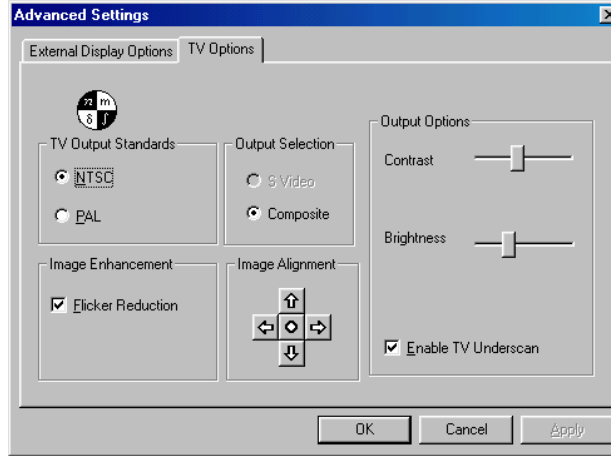 Advanced Settings
External Display Options
TV Options
n m
δ ∫
TV Output Standards
NTSC
PAL
Output Selection
S Video
Composite
Output Options
Contrast
Brightness
Enable TV Underscan
Image Enhancement
Flicker Reduction
Image Alignment
OK
Cancel
Apply